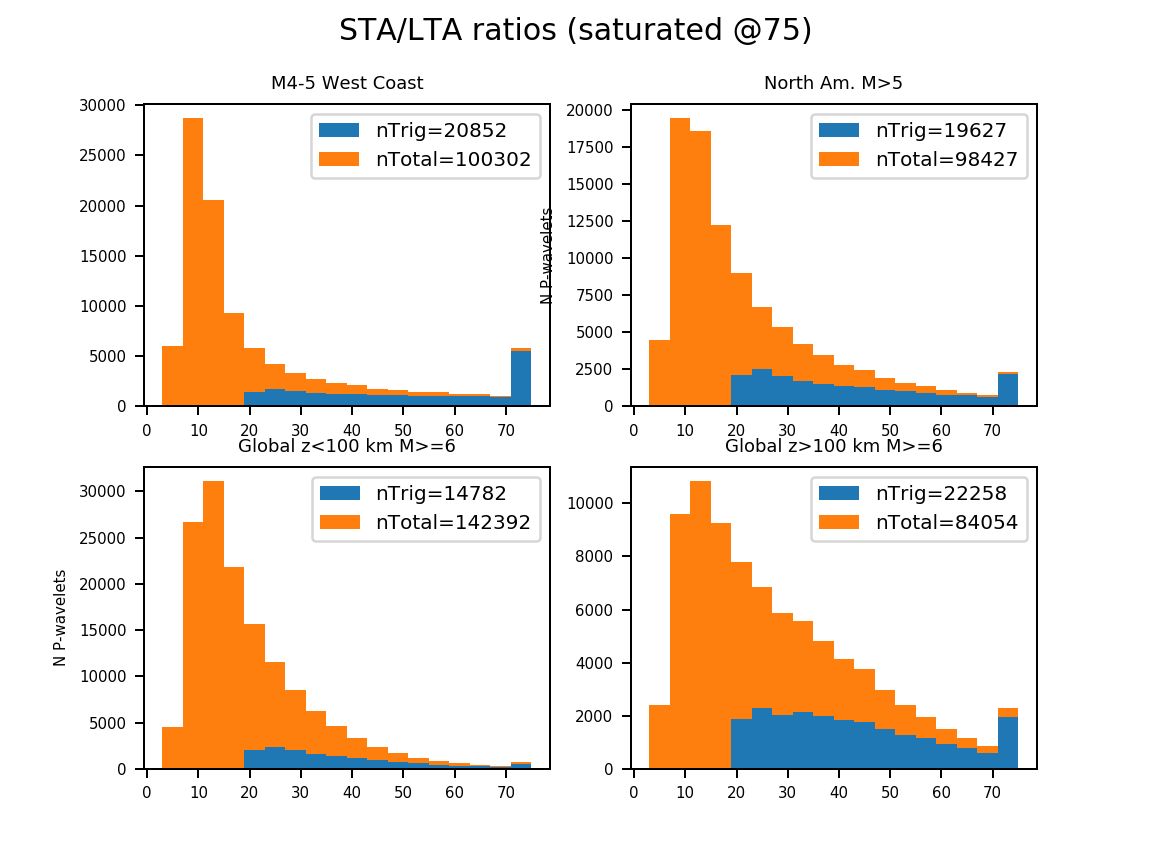 STA/LTA ratios (saturated @75)
M4-5 West Coast
30000
25000
20000
15000
10000
5000
0
0 10 20 30 40 50 60 70
nTrig=20852
nTotal=100302
North Am. M>5
N P-wavelets
20000
17500
15000
12500
10000
7500
5000
2500
0
0 10 20 30 40 50 60 70
nTrig=19627
nTotal=98427
Global z<100 km M>=6
N P-wavelets
30000
25000
20000
15000
10000
5000
0
0 10 20 30 40 50 60 70
nTrig=14782
nTotal=142392
Global z>100 km M>=6
10000
8000
6000
4000
2000
0
0 10 20 30 40 50 60 70
nTrig=22258
nTotal=84054